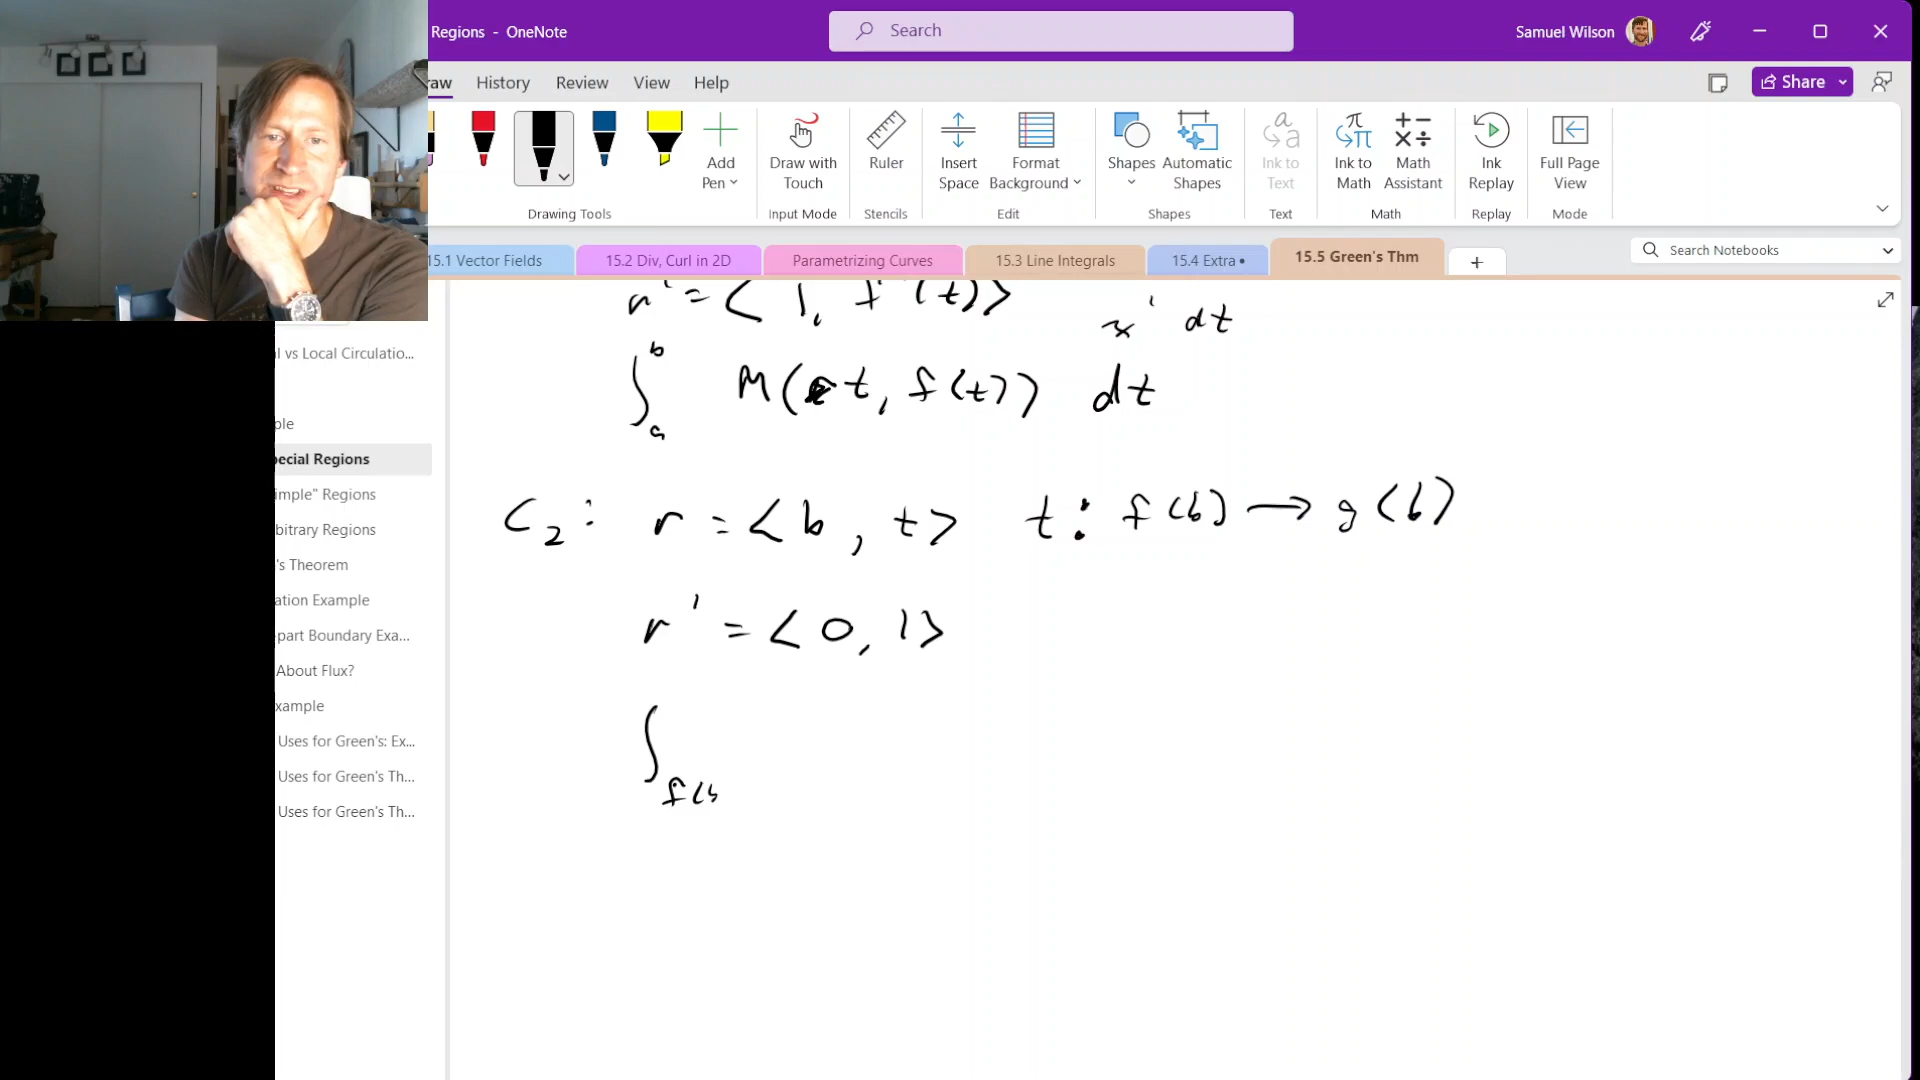 Regions - OneNote
Search
Samuel Wilson
raw History Review View Help
Share
Add Pen
Draw with Touch
Ruler
Insert Space
Format Background
Shapes
Automatic Shapes
Ink to Text
Ink to Math
Math Assistant
Ink Replay
Full Page View
Drawing Tools
Input Mode
Stencils
Edit
Shapes
Text
Math
Replay
Mode
15.1 Vector Fields
15.2 Div, Curl in 2D
Parametrizing Curves
15.3 Line Integrals
15.4 Extra •
15.5 Green's Thm
+
Search Notebooks
l vs Local Circulatio...
ple
pecial Regions
imple" Regions
bitrary Regions
's Theorem
ation Example
part Boundary Exa...
About Flux?
xample
Uses for Green's: Ex...
Uses for Green's Th...
Uses for Green's Th...
r' = < 1, f'(t)>
x' dt
∫_a^b M(t, f(t)) dt
C₂: r = <b, t> t: f(b) → g(b)
r' = <0, 1>
∫_f(b